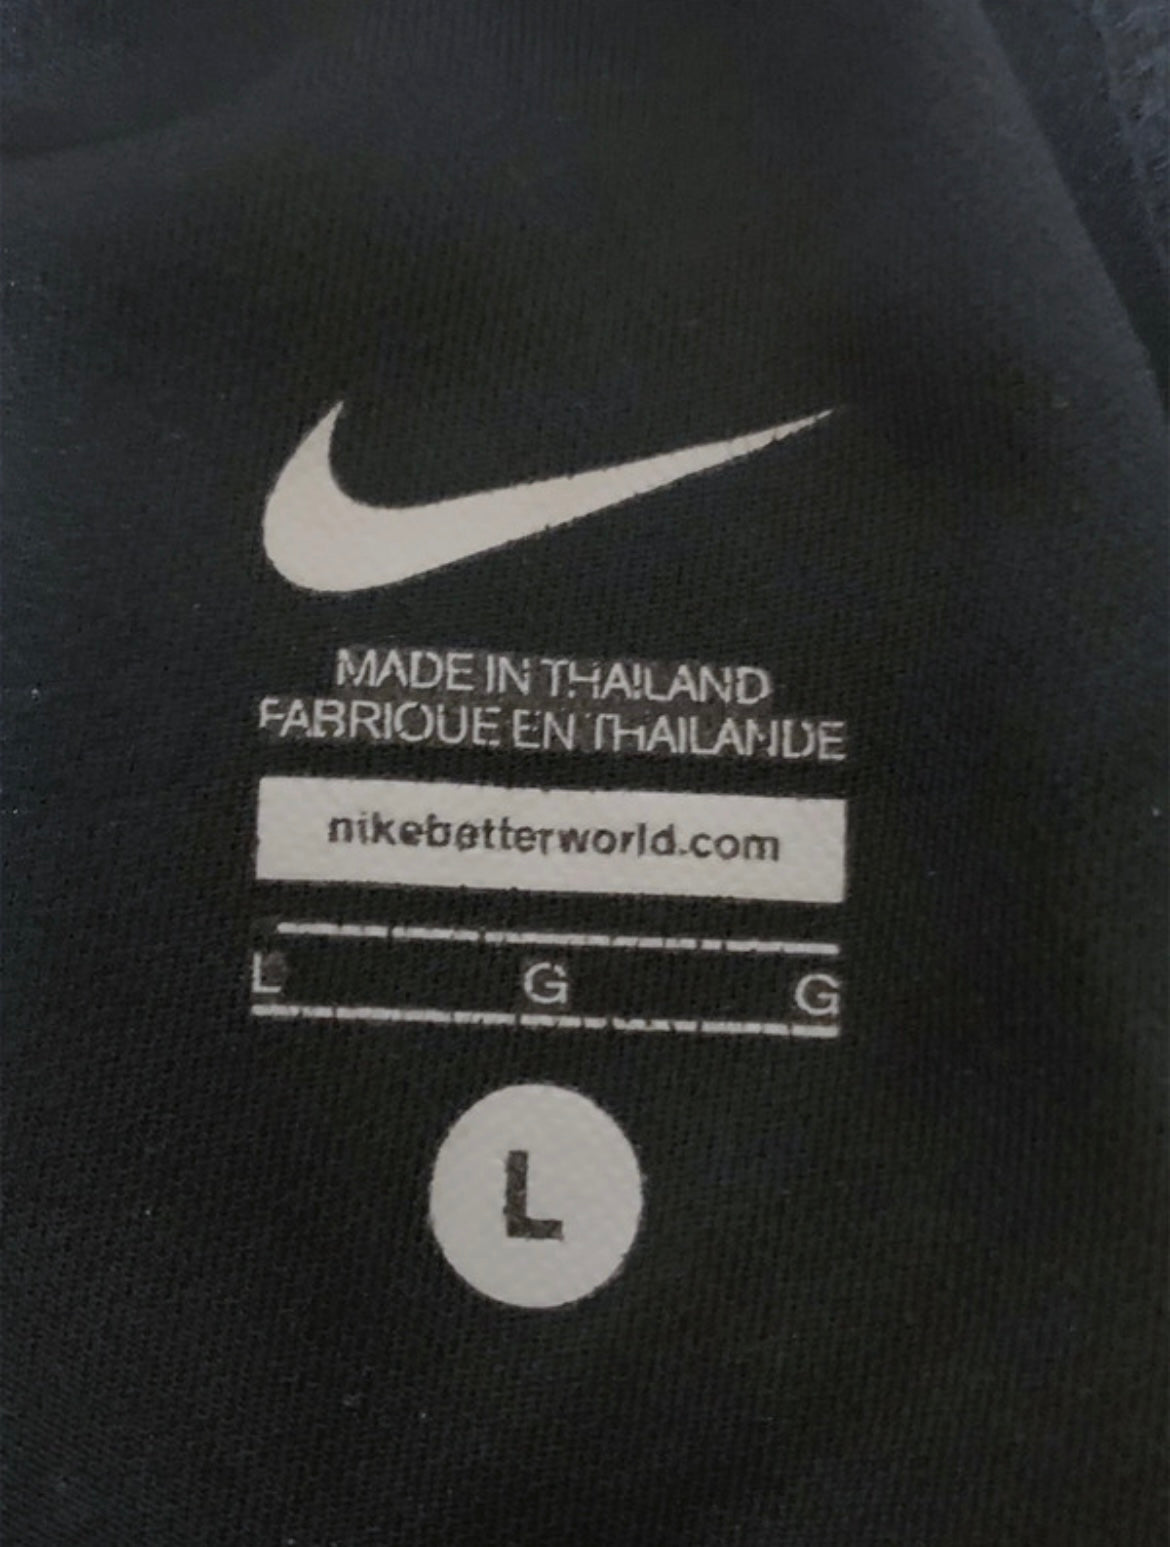 MADE IN THAILAND
FABRIQUE EN THAILANDE
nikebetterworld.com
L G G
L